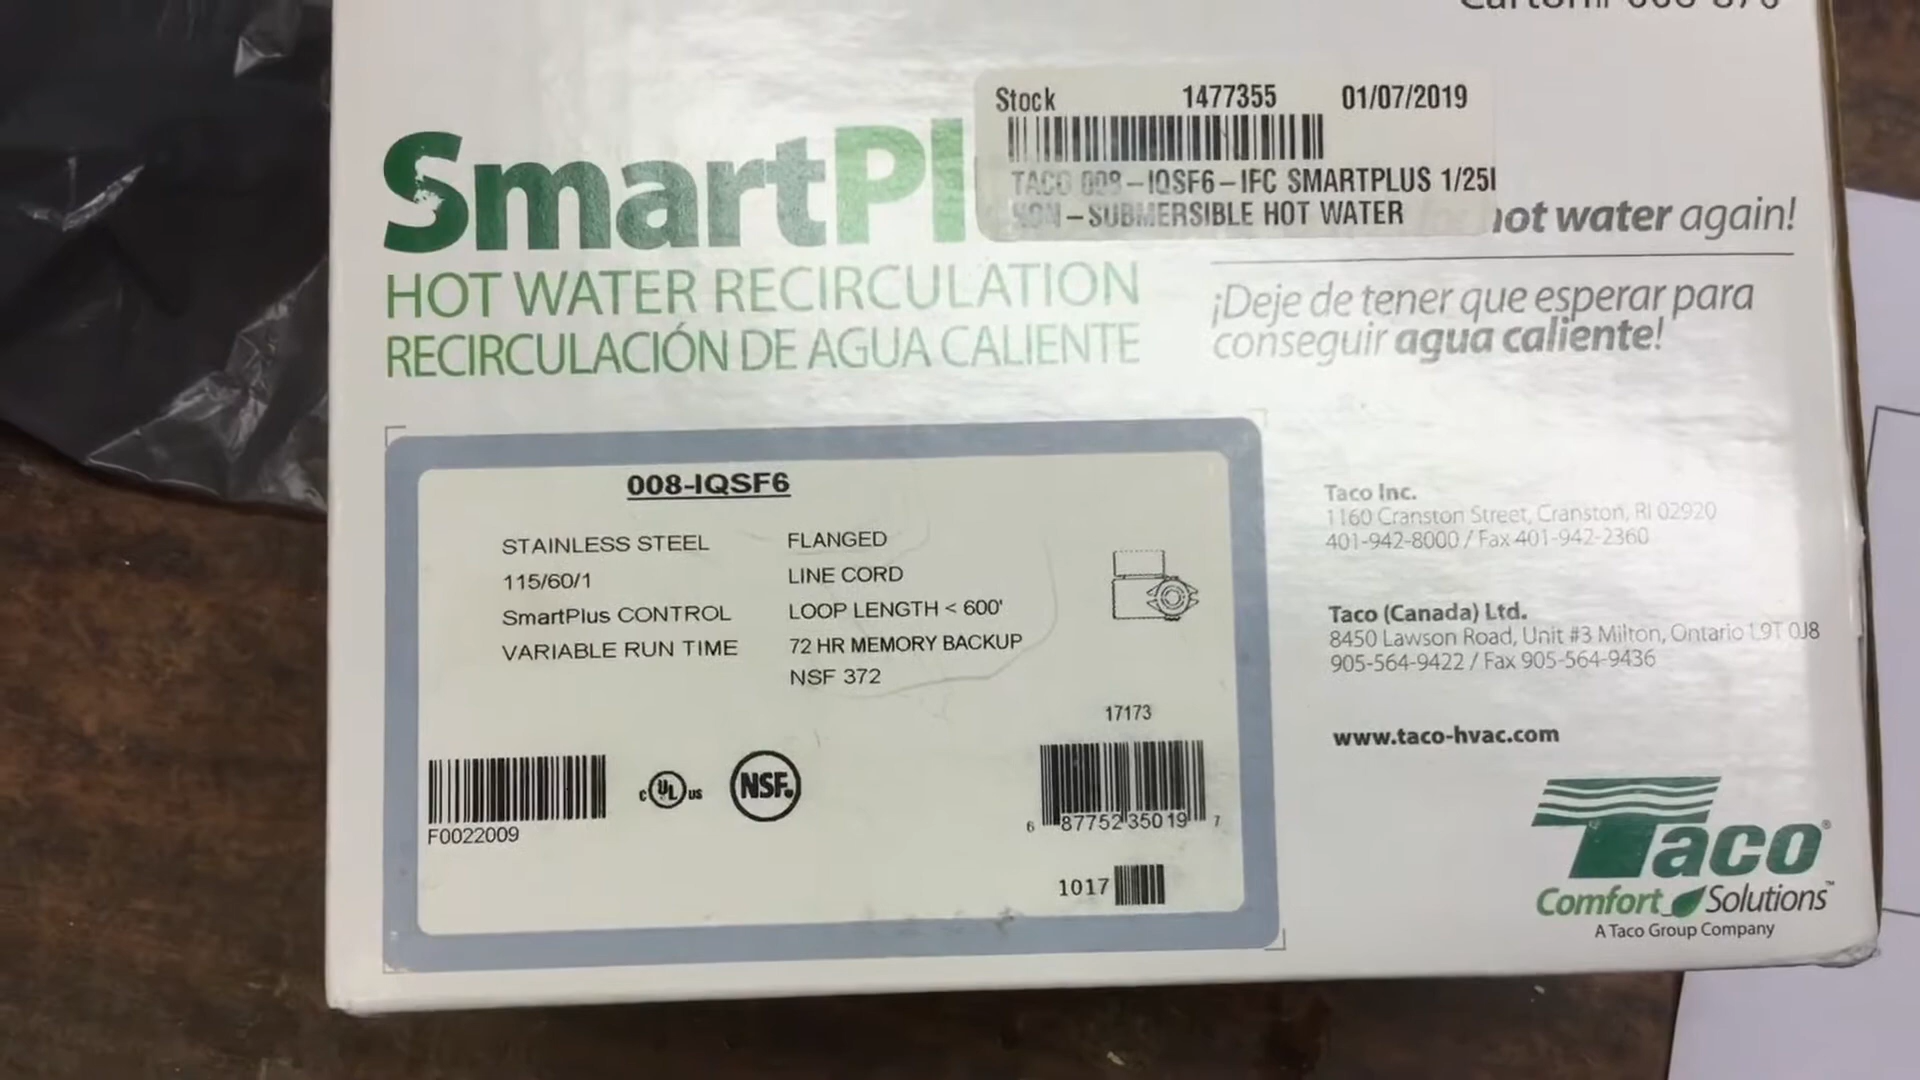 Stock 1477355 01/07/2019
TACO 008-IQSF6-IFC SMARTPLUS 1/25
NON-SUBMERSIBLE HOT WATER
SmartPl
hot water again!
HOT WATER RECIRCULATION
RECIRCULACIÓN DE AGUA CALIENTE
¡Deje de tener que esperar para
conseguir agua caliente!
008-IQSF6
STAINLESS STEEL
115/60/1
SmartPlus CONTROL
VARIABLE RUN TIME
FLANGED
LINE CORD
LOOP LENGTH < 600'
72 HR MEMORY BACKUP
NSF 372
17173
F0022009
c UL us
NSF.
6 87752 35019 7
1017
Taco Inc.
1160 Cranston Street, Cranston, RI 02920
401-942-8000 / Fax 401-942-2360
Taco (Canada) Ltd.
8450 Lawson Road, Unit #3 Milton, Ontario L9T 0J8
905-564-9422 / Fax 905-564-9436
www.taco-hvac.com
Taco®
Comfort Solutions™
A Taco Group Company